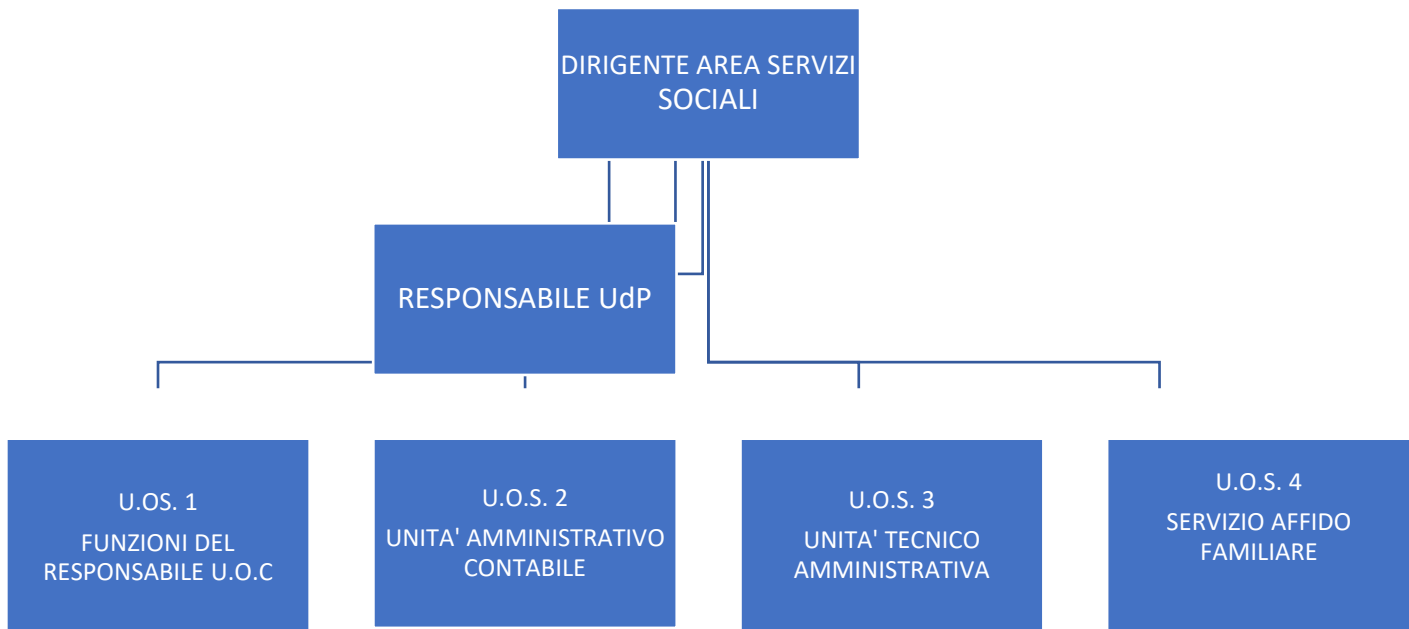 DIRIGENTE AREA SERVIZI
SOCIALI
RESPONSABILE UdP
U.OS. 1
FUNZIONI DEL
RESPONSABILE U.O.C
U.O.S. 2
UNITA' AMMINISTRATIVO
CONTABILE
U.O.S. 3
UNITA' TECNICO
AMMINISTRATIVA
U.O.S. 4
SERVIZIO AFFIDO
FAMILIARE